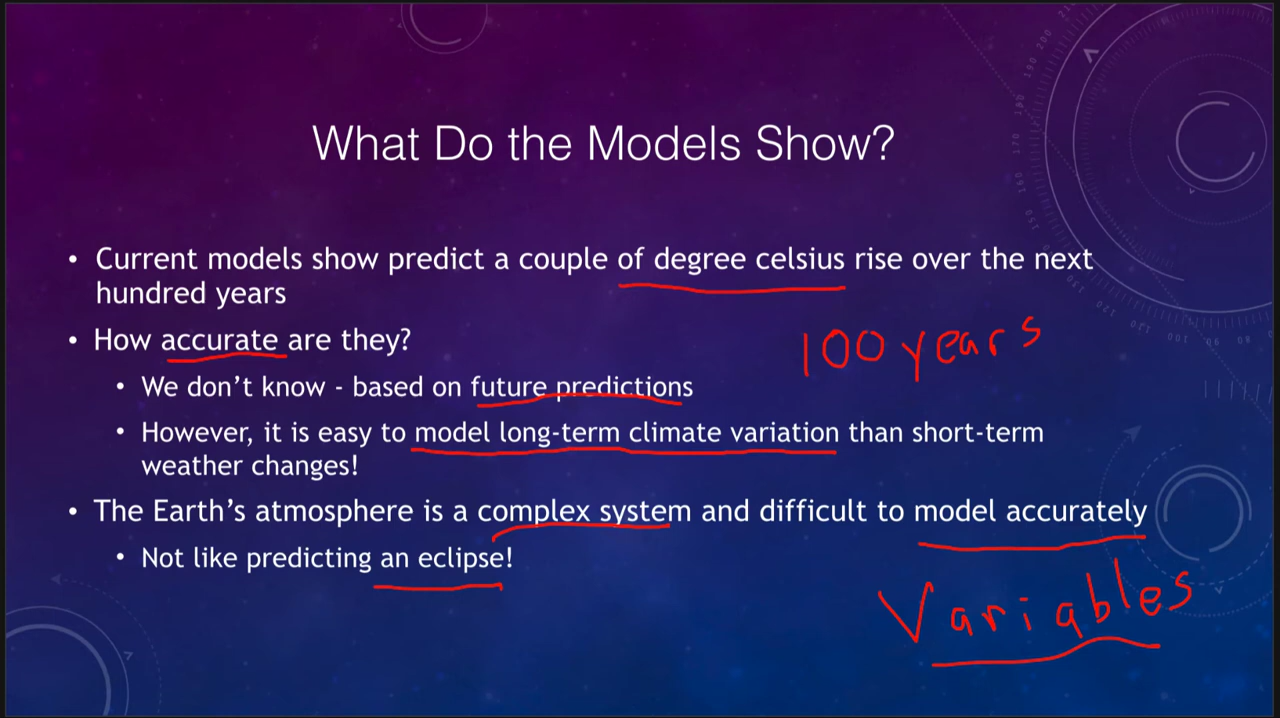 What Do the Models Show?
• Current models show predict a couple of degree celsius rise over the next
hundred years
• How accurate are they?
100 years
• We don't know - based on future predictions
• However, it is easy to model long-term climate variation than short-term
weather changes!
• The Earth's atmosphere is a complex system and difficult to model accurately
• Not like predicting an eclipse!
Variables